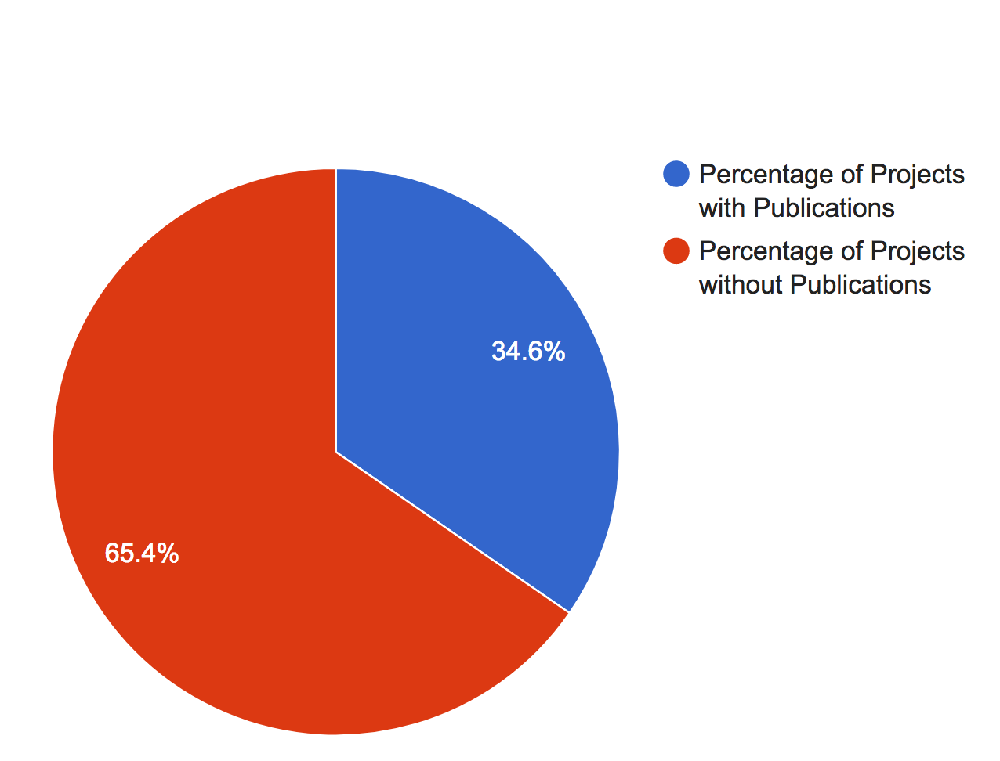 Percentage of Projects
with Publications
Percentage of Projects
without Publications
34.6%
65.4%